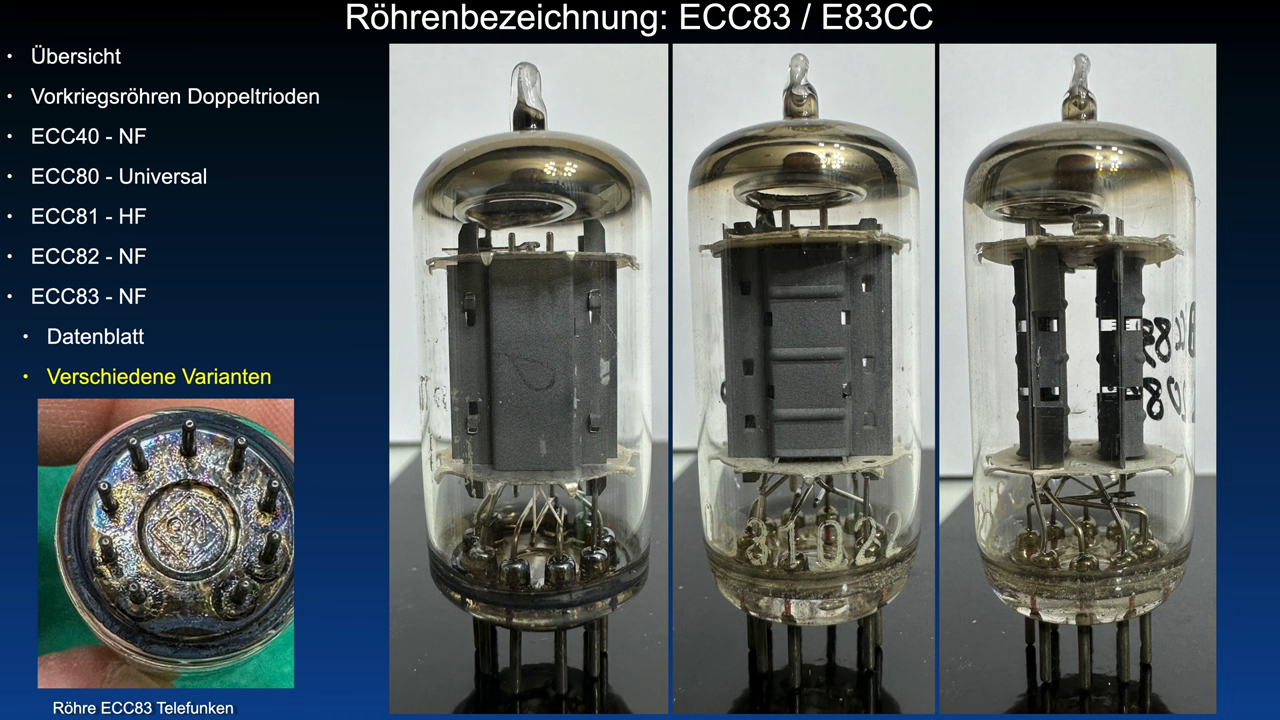 Röhrenbezeichnung: ECC83 / E83CC
Übersicht
Vorkriegsröhren Doppeltrioden
ECC40 - NF
ECC80 - Universal
ECC81 - HF
ECC82 - NF
ECC83 - NF
Datenblatt
Verschiedene Varianten
Röhre ECC83 Telefunken
31022